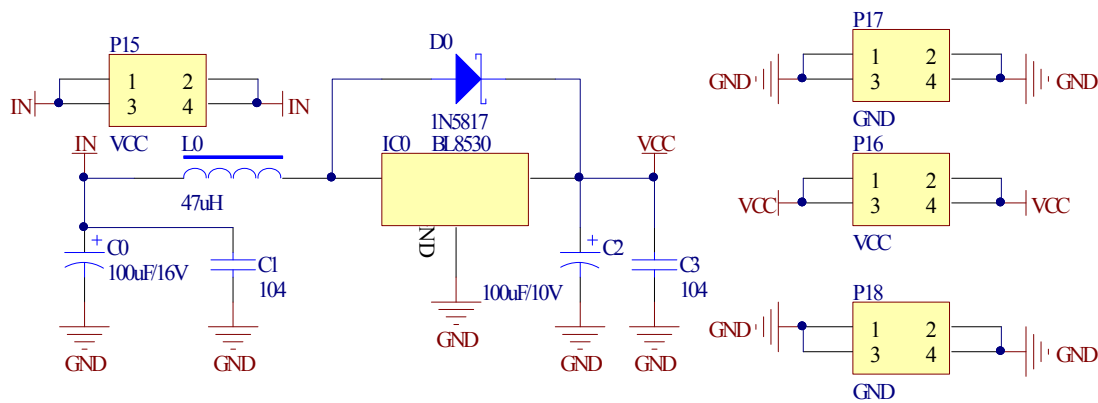 P15
1 2
3 4
IN
IN
VCC
IN
L0
47uH
C0
+
100uF/16V
C1
104
GND
GND
D0
1N5817
IC0
BL8530
ND
GND
VCC
+
C2
100uF/10V
C3
104
GND
GND
P17
1 2
3 4
GND
GND
GND
P16
1 2
3 4
VCC
VCC
VCC
P18
1 2
3 4
GND
GND
GND